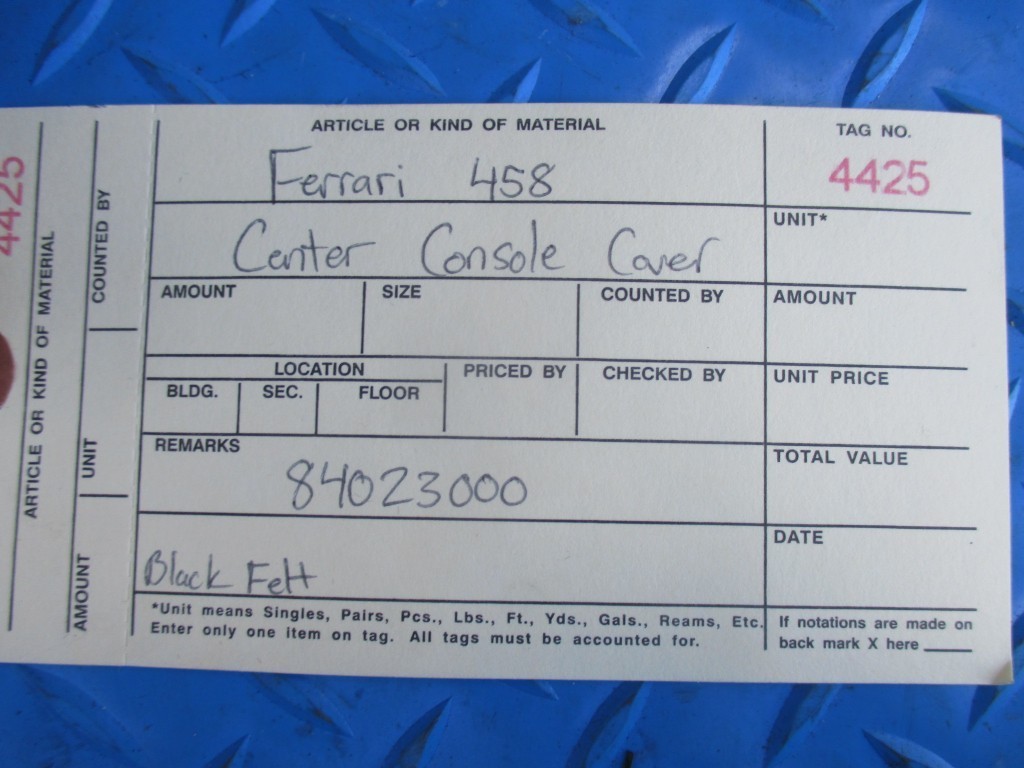 4425
ARTICLE OR KIND OF MATERIAL
COUNTED BY
UNIT
AMOUNT
ARTICLE OR KIND OF MATERIAL
TAG NO.
Ferrari 458
4425
Center Console Cover
UNIT*
AMOUNT
SIZE
COUNTED BY
AMOUNT
LOCATION
PRICED BY
CHECKED BY
UNIT PRICE
BLDG.
SEC.
FLOOR
REMARKS
84023000
TOTAL VALUE
Black Felt
DATE
*Unit means Singles, Pairs, Pcs., Lbs., Ft., Yds., Gals., Reams, Etc.
Enter only one item on tag. All tags must be accounted for.
If notations are made on
back mark X here ____